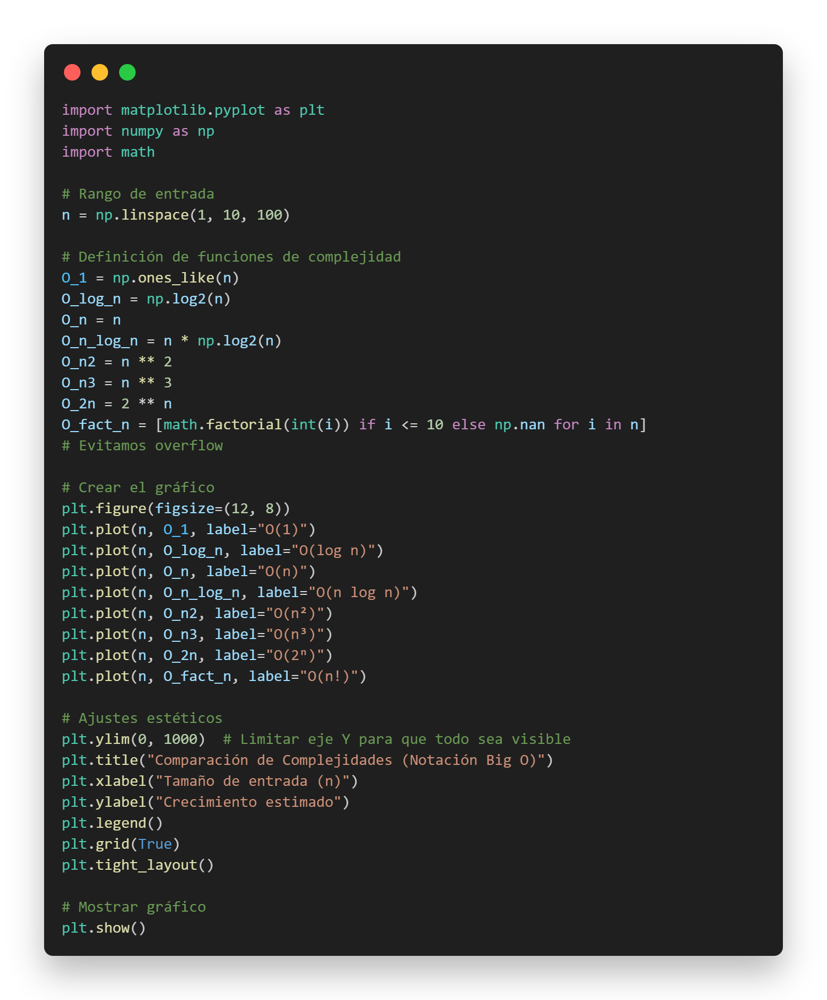 import matplotlib.pyplot as plt
import numpy as np
import math

# Rango de entrada
n = np.linspace(1, 10, 100)

# Definición de funciones de complejidad
O_1 = np.ones_like(n)
O_log_n = np.log2(n)
O_n = n
O_n_log_n = n * np.log2(n)
O_n2 = n ** 2
O_n3 = n ** 3
O_2n = 2 ** n
O_fact_n = [math.factorial(int(i)) if i <= 10 else np.nan for i in n]
# Evitamos overflow

# Crear el gráfico
plt.figure(figsize=(12, 8))
plt.plot(n, O_1, label="O(1)")
plt.plot(n, O_log_n, label="O(log n)")
plt.plot(n, O_n, label="O(n)")
plt.plot(n, O_n_log_n, label="O(n log n)")
plt.plot(n, O_n2, label="O(n²)")
plt.plot(n, O_n3, label="O(n³)")
plt.plot(n, O_2n, label="O(2ⁿ)")
plt.plot(n, O_fact_n, label="O(n!)")

# Ajustes estéticos
plt.ylim(0, 1000)  # Limitar eje Y para que todo sea visible
plt.title("Comparación de Complejidades (Notación Big O)")
plt.xlabel("Tamaño de entrada (n)")
plt.ylabel("Crecimiento estimado")
plt.legend()
plt.grid(True)
plt.tight_layout()

# Mostrar gráfico
plt.show()